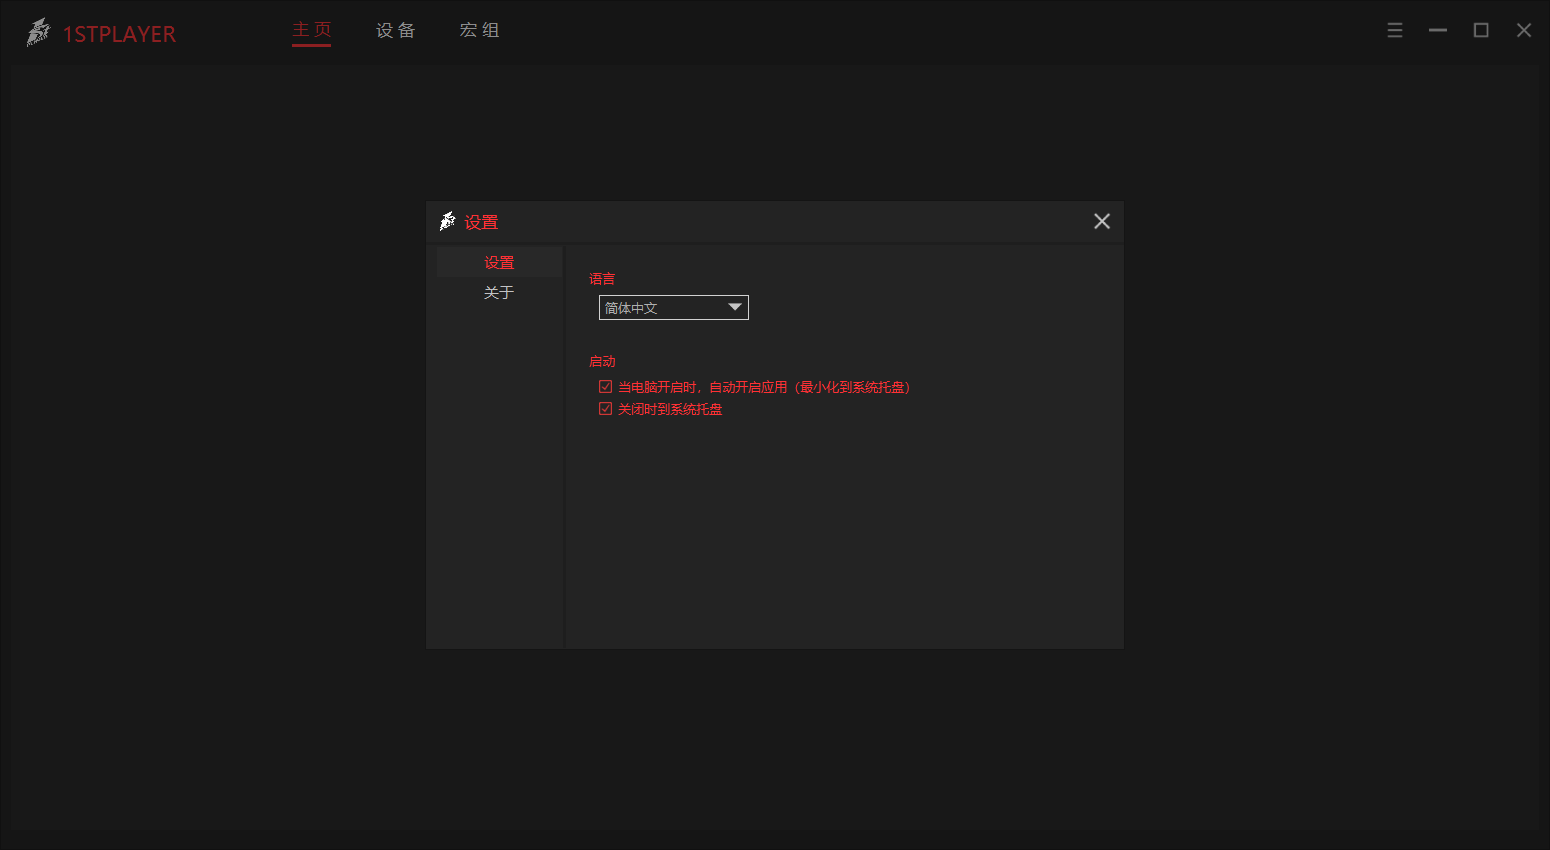 1STPLAYER
主页
设备
宏组
设置
设置
关于
语言
简体中文
启动
当电脑开启时，自动开启应用（最小化到系统托盘）
关闭时到系统托盘